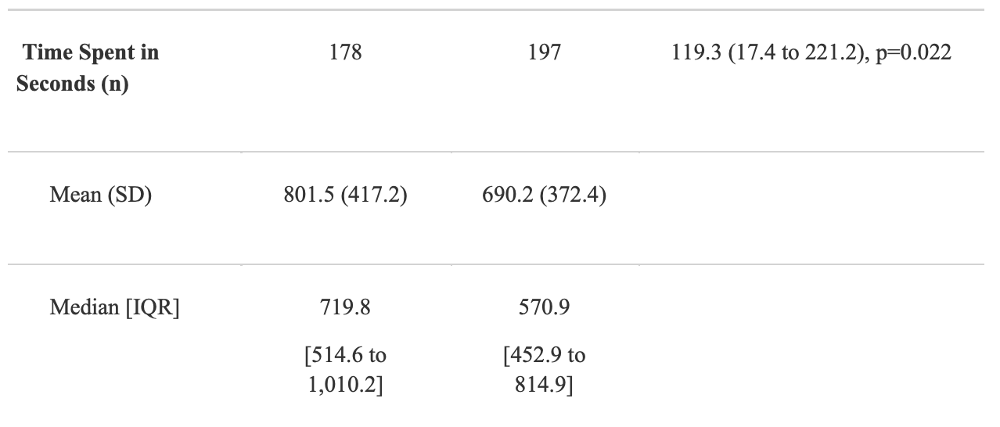 Time Spent in
Seconds (n)
178
197
119.3 (17.4 to 221.2), p=0.022
Mean (SD)
801.5 (417.2)
690.2 (372.4)
Median [IQR]
719.8
[514.6 to
1,010.2]
570.9
[452.9 to
814.9]